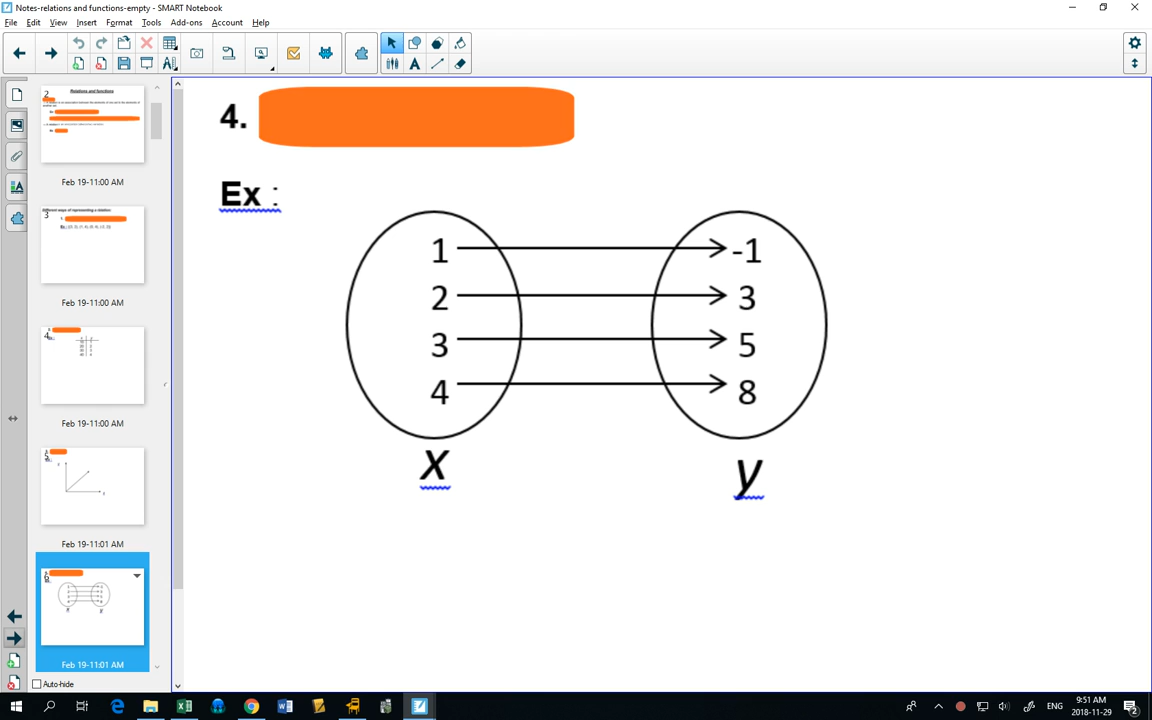 Notes-relations and functions-empty - SMART Notebook
File Edit View Insert Format Tools Add-ons Account Help
2
Relations and functions
Feb 19-11:00 AM
3
Different ways of representing a relation
Feb 19-11:00 AM
4
Feb 19-11:00 AM
5
Feb 19-11:01 AM
6
Feb 19-11:01 AM
Auto-hide
4.
Ex :
1 -1
2 3
3 5
4 8
x y
ENG
9:51 AM
2018-11-29
2